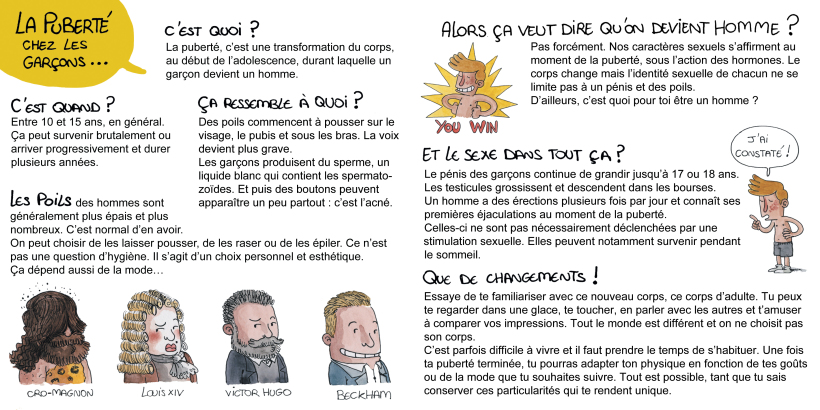 LA PUBERTÉ
CHEZ LES
GARÇONS...
C'EST QUOI ?
La puberté, c'est une transformation du corps,
au début de l'adolescence, durant laquelle un
garçon devient un homme.
C'EST QUAND ?
Entre 10 et 15 ans, en général.
Ça peut survenir brutalement ou
arriver progressivement et durer
plusieurs années.
ÇA RESSEMBLE À QUOI ?
Des poils commencent à pousser sur le
visage, le pubis et sous les bras. La voix
devient plus grave.
Les garçons produisent du sperme, un
liquide blanc qui contient les spermato-
zoïdes. Et puis des boutons peuvent
apparaître un peu partout : c'est l'acné.
LES POILS des hommes sont
généralement plus épais et plus
nombreux. C'est normal d'en avoir.
On peut choisir de les laisser pousser, de les raser ou de les épiler. Ce n'est
pas une question d'hygiène. Il s'agit d'un choix personnel et esthétique.
Ça dépend aussi de la mode...
CRO-MAGNON
LOUIS XIV
VICTOR HUGO
BECKHAM
ALORS ÇA VEUT DIRE QU'ON DEVIENT HOMME ?
Pas forcément. Nos caractères sexuels s'affirment au
moment de la puberté, sous l'action des hormones. Le
corps change mais l'identité sexuelle de chacun ne se
limite pas à un pénis et des poils.
D'ailleurs, c'est quoi pour toi être un homme ?
YOU WIN
ET LE SEXE DANS TOUT ÇA ?
Le pénis des garçons continue de grandir jusqu'à 17 ou 18 ans.
Les testicules grossissent et descendent dans les bourses.
Un homme a des érections plusieurs fois par jour et connaît ses
premières éjaculations au moment de la puberté.
Celles-ci ne sont pas nécessairement déclenchées par une
stimulation sexuelle. Elles peuvent notamment survenir pendant
le sommeil.
J'AI
CONSTATÉ !
QUE DE CHANGEMENTS !
Essaye de te familiariser avec ce nouveau corps, ce corps d'adulte. Tu peux
te regarder dans une glace, te toucher, en parler avec les autres et t'amuser
à comparer vos impressions. Tout le monde est différent et on ne choisit pas
son corps.
C'est parfois difficile à vivre et il faut prendre le temps de s'habituer. Une fois
ta puberté terminée, tu pourras adapter ton physique en fonction de tes goûts
ou de la mode que tu souhaites suivre. Tout est possible, tant que tu sais
conserver ces particularités qui te rendent unique.